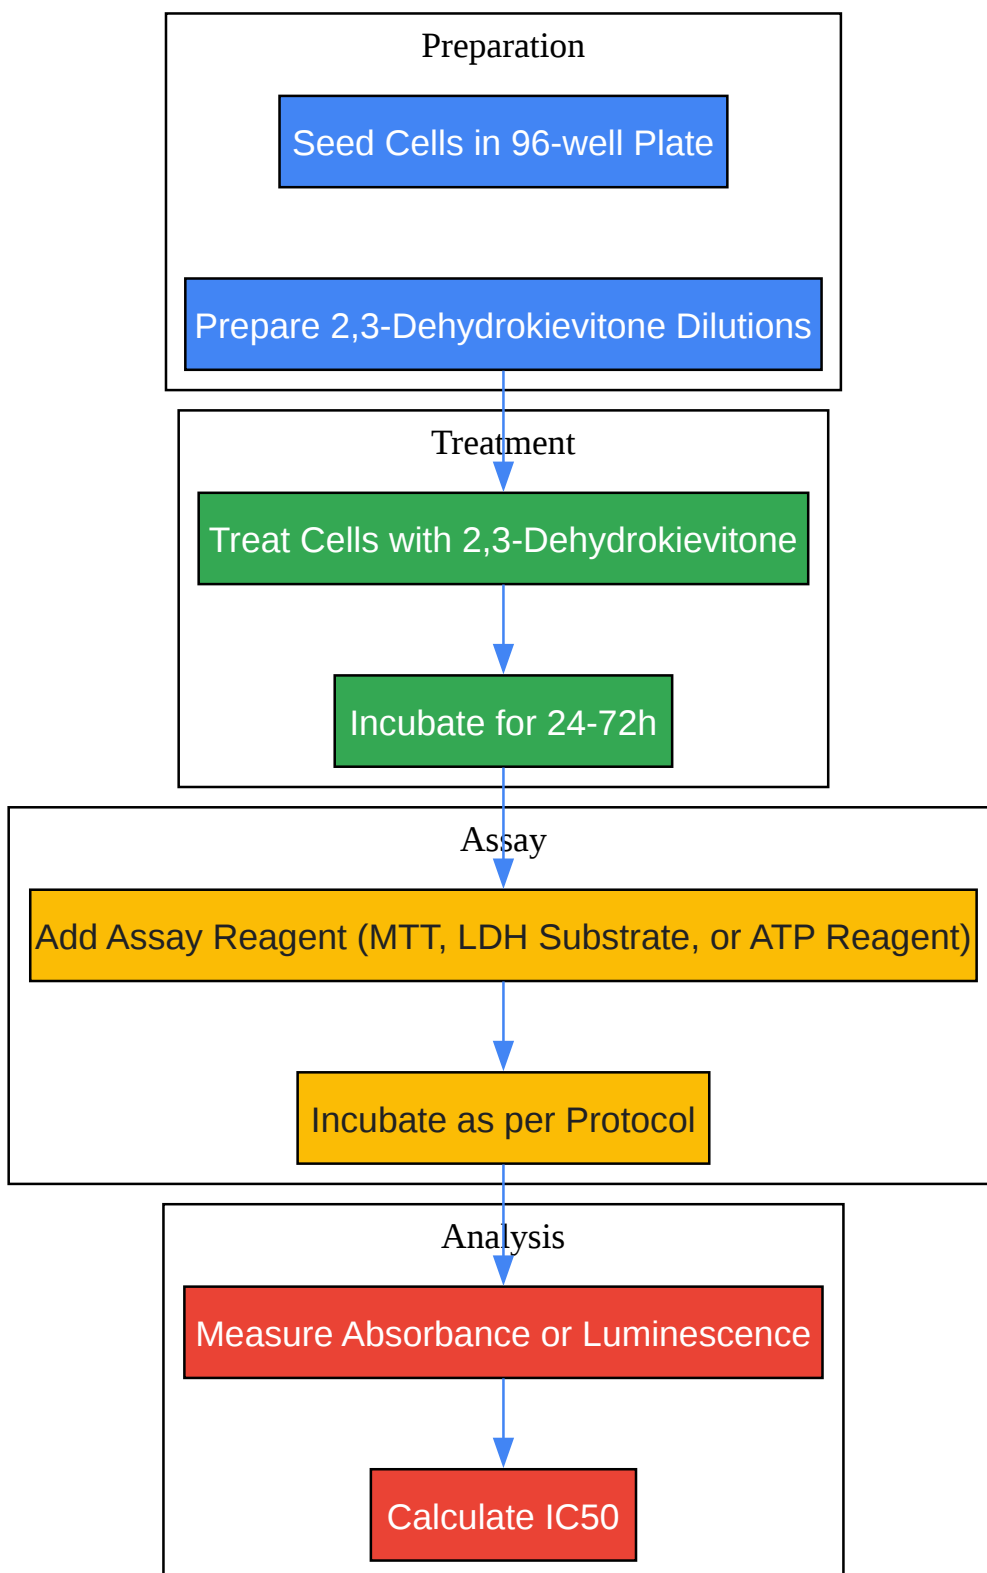 Preparation
Seed Cells in 96-well Plate
Prepare 2,3-Dehydrokievitone Dilutions
Treatment
Treat Cells with 2,3-Dehydrokievitone
Incubate for 24-72h
Assay
Add Assay Reagent (MTT, LDH Substrate, or ATP Reagent)
Incubate as per Protocol
Analysis
Measure Absorbance or Luminescence
Calculate IC50